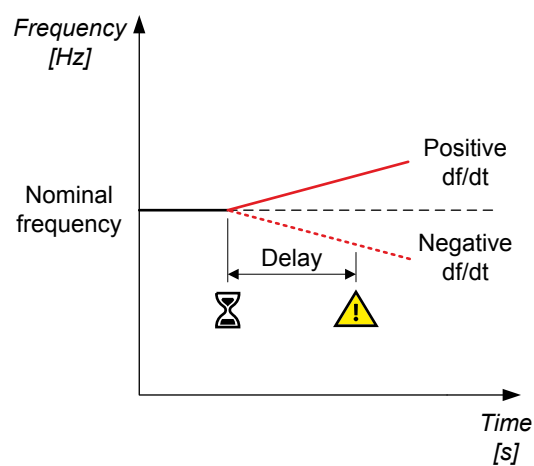 Frequency
[Hz]
Positive
df/dt
Nominal
frequency
Negative
df/dt
Delay
!
Time
[s]